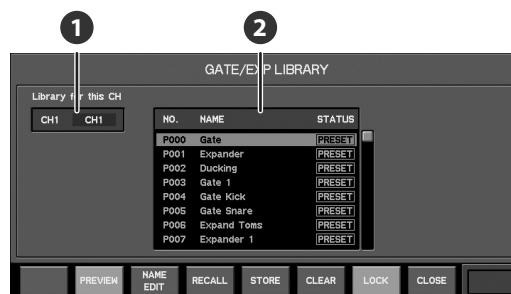 1 2
GATE/EXP LIBRARY
Library for this CH
CH1 CH1
NO. NAME STATUS
P000 Gate PRESET
P001 Expander PRESET
P002 Ducking PRESET
P003 Gate 1 PRESET
P004 Gate Kick PRESET
P005 Gate Snare PRESET
P006 Expand Toms PRESET
P007 Expander 1 PRESET
PREVIEW NAME EDIT RECALL STORE CLEAR LOCK CLOSE